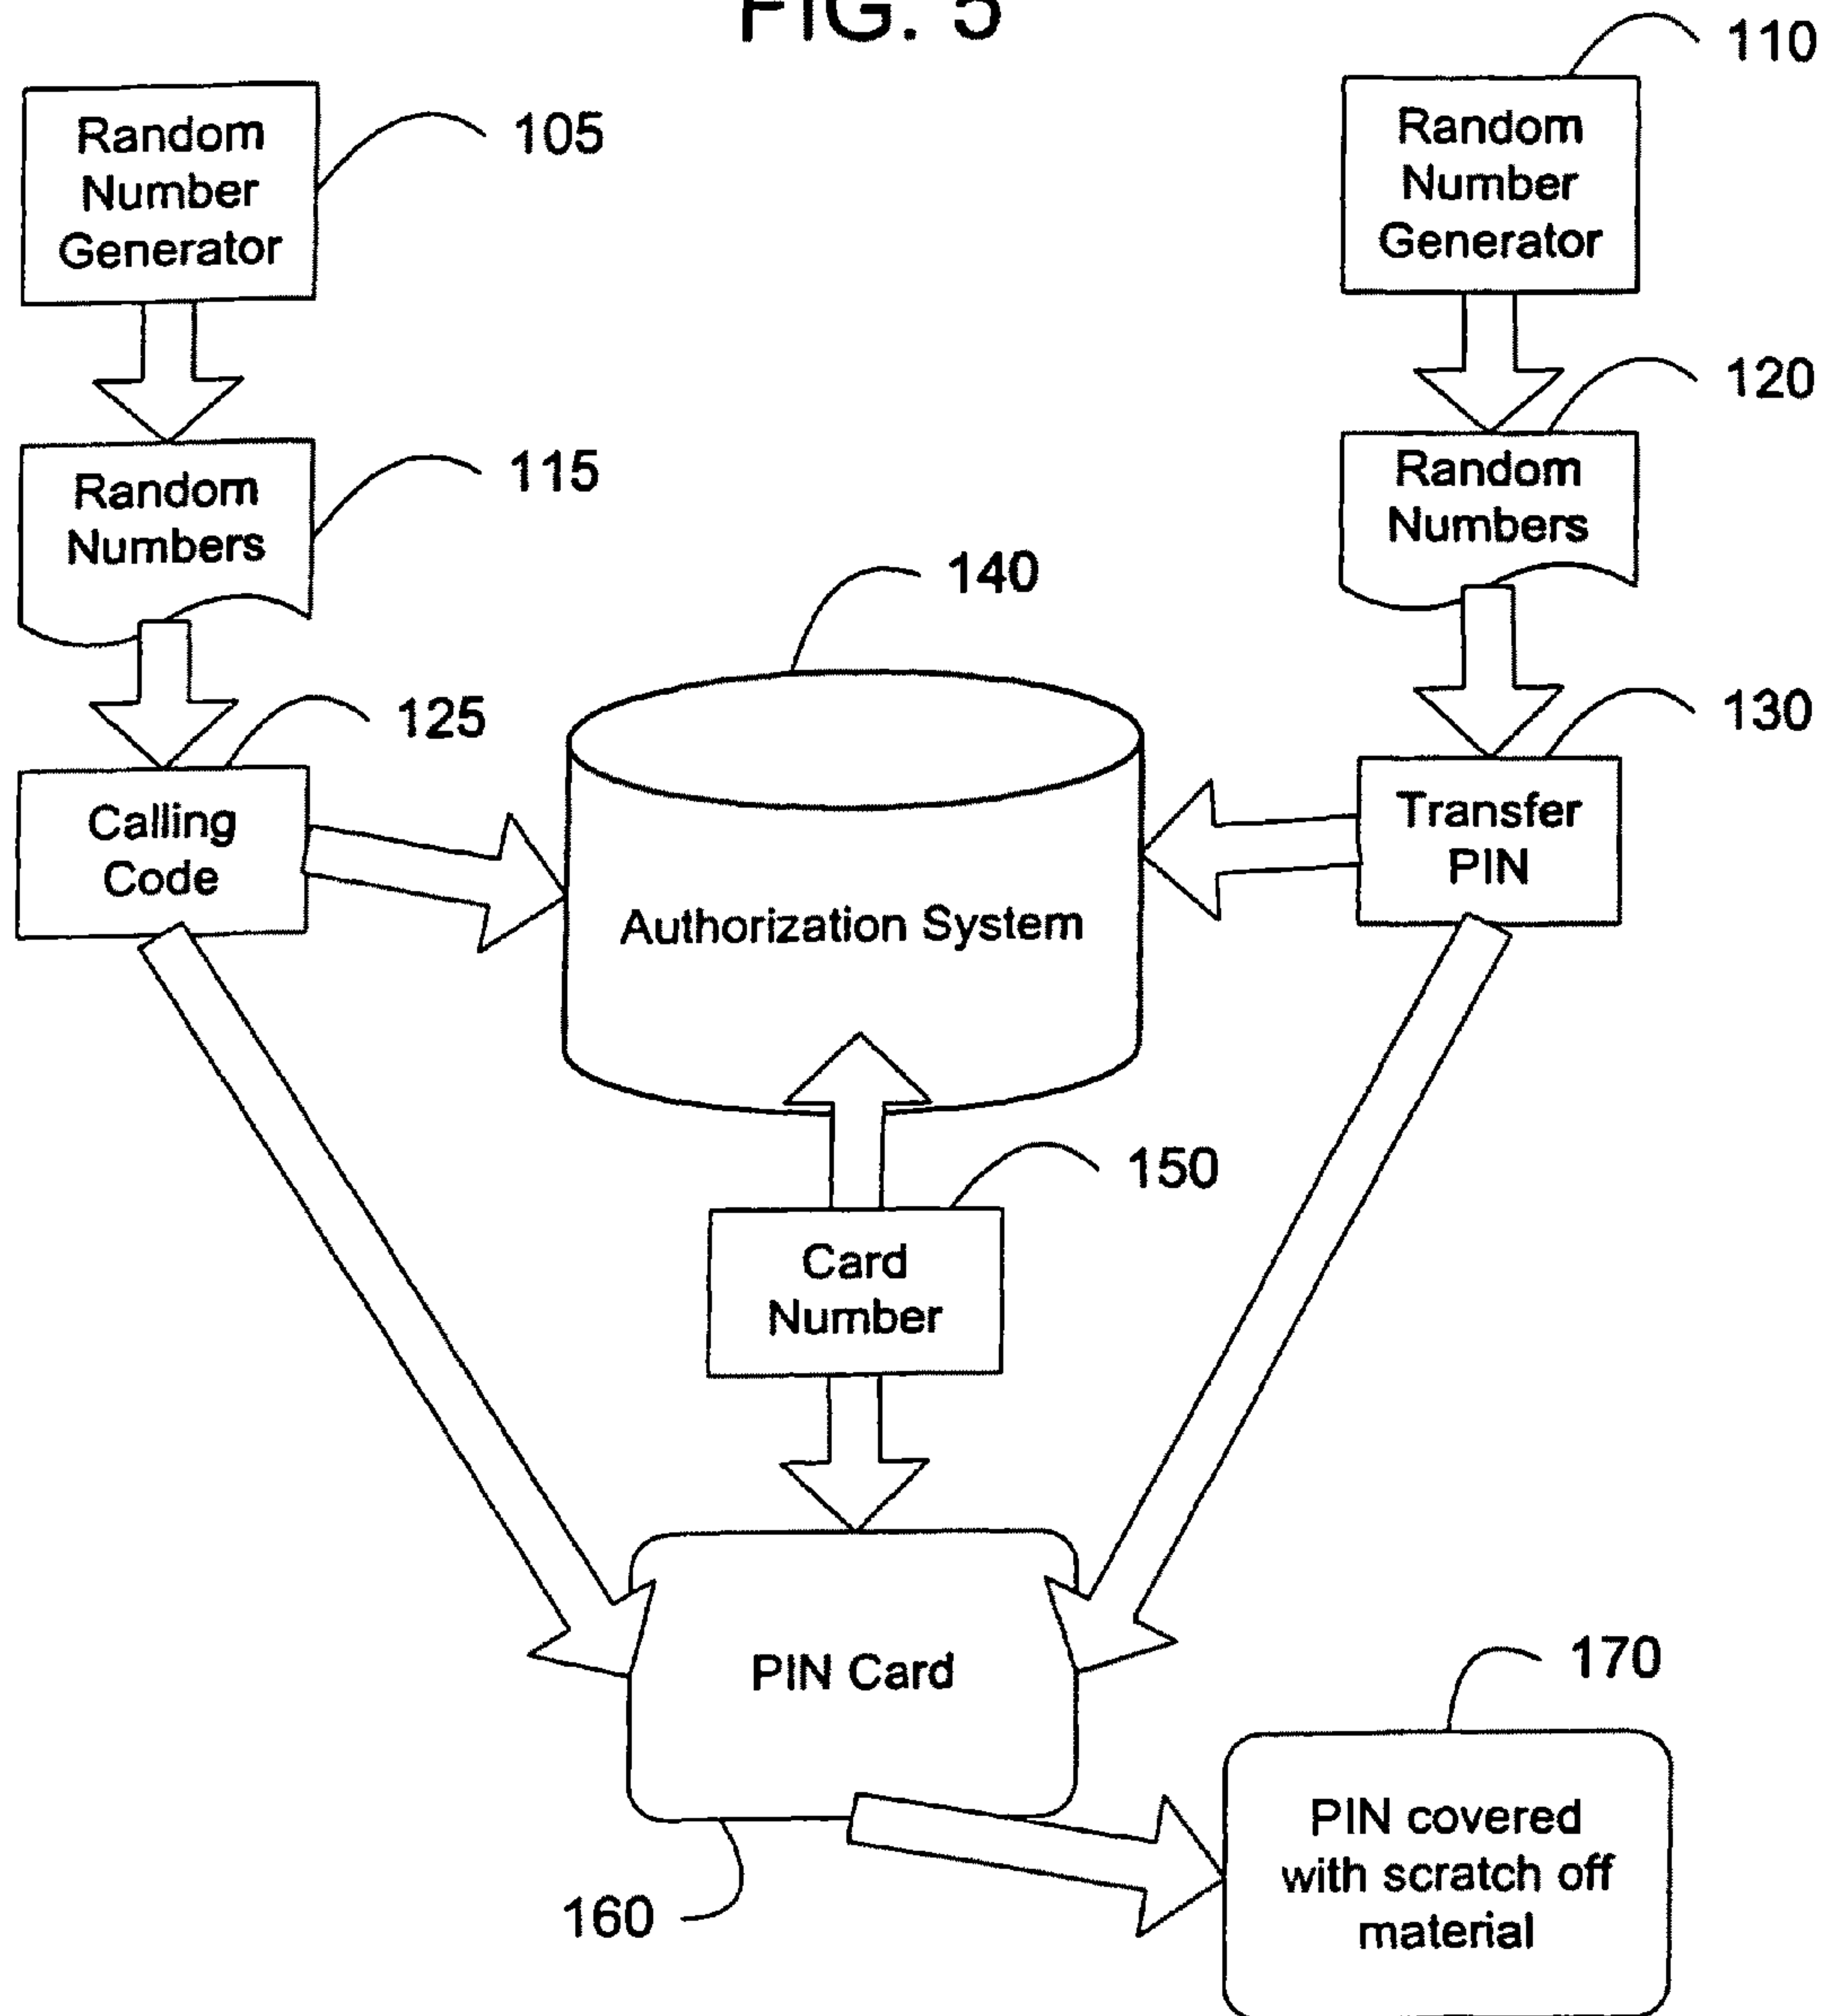 FIG. 5
110
Random
Number
Generator
105
Random
Number
Generator
120
115
Random
Numbers
Random
Numbers
140
125
130
Calling
Code
Transfer
PIN
Authorization System
150
Card
Number
PIN Card
170
160
PIN covered
with scratch off
material